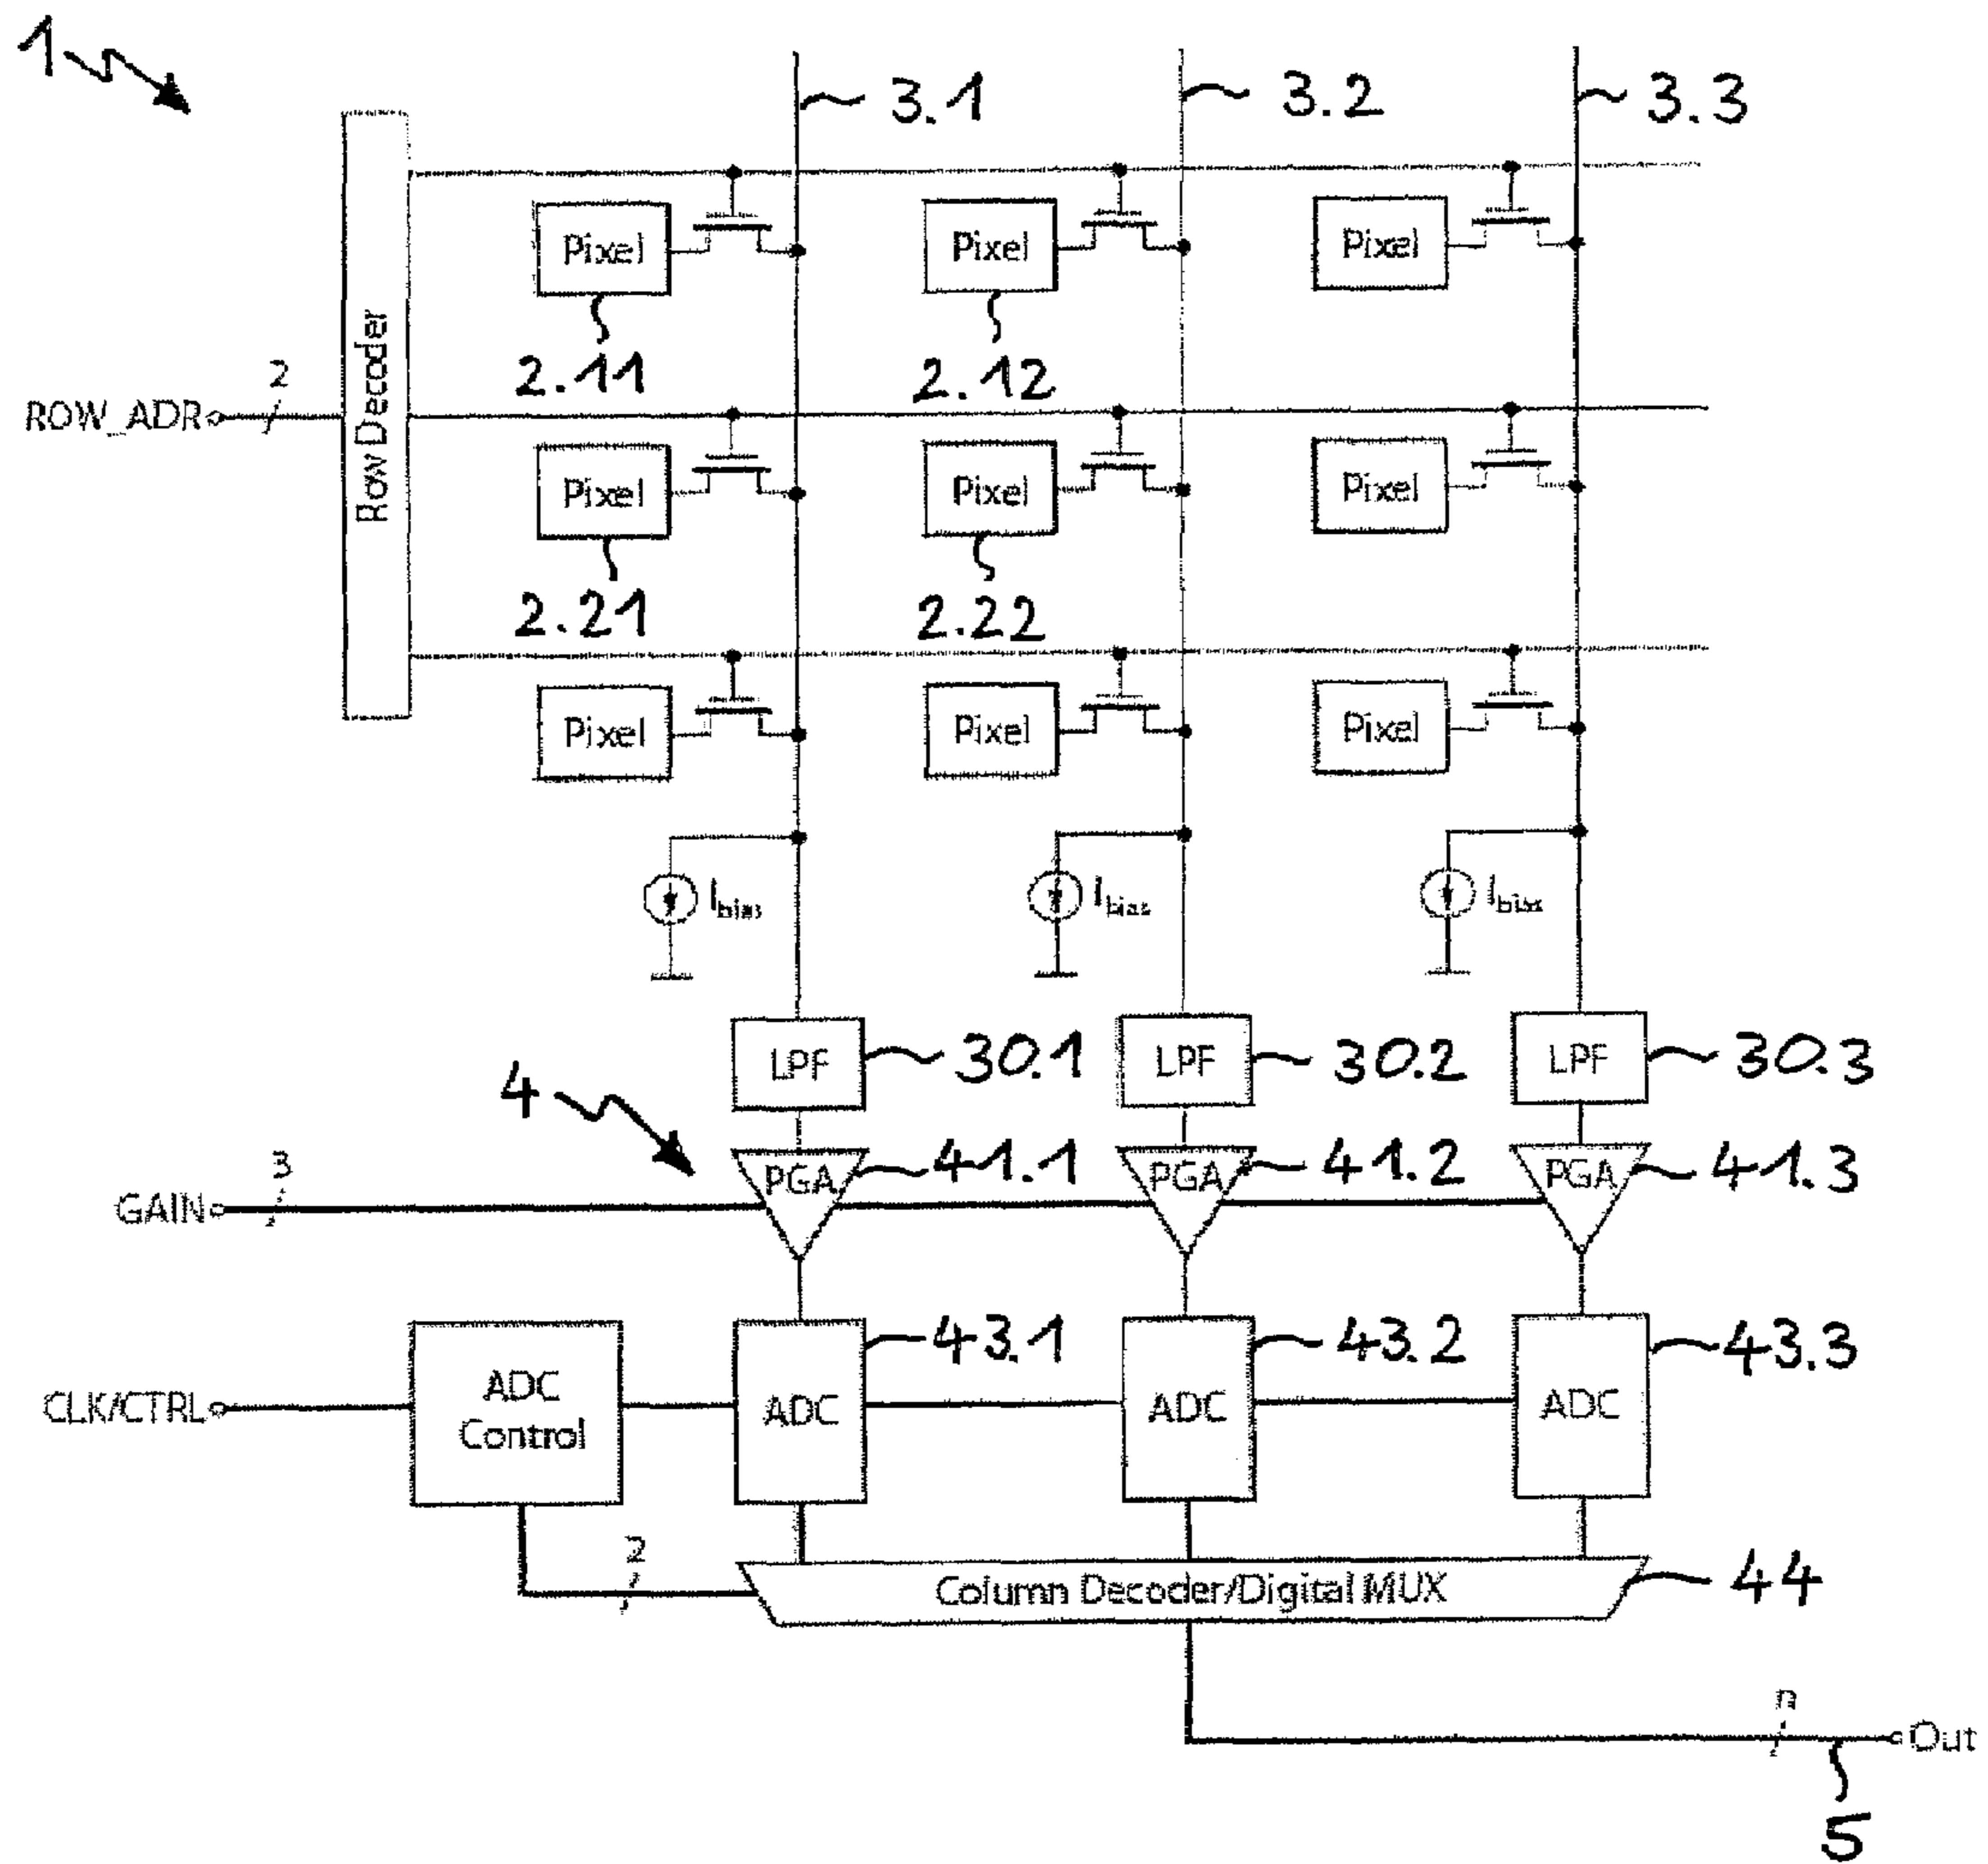 1
3.1
3.2
3.3
Pixel
Pixel
Pixel
2.11
2.12
2
ROW_ADR
Row Decoder
Pixel
Pixel
Pixel
2.21
2.22
Pixel
Pixel
Pixel
Ibias
Ibias
Ibias
LPF
30.1
LPF
30.2
LPF
30.3
4
3
GAIN
PGA
41.1
PGA
41.2
PGA
41.3
CLK/CTRL
ADC
Control
ADC
43.1
ADC
43.2
ADC
43.3
2
Column Decoder/Digital MUX
44
n
Out
5